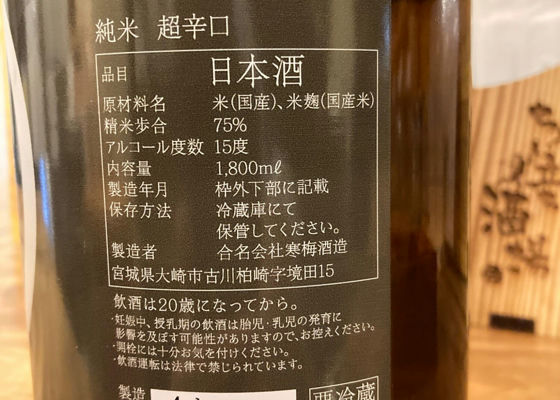 純米 超辛口
品目 日本酒
原材料名 米(国産)、米麹(国産米)
精米歩合 75%
アルコール度数 15度
内容量 1,800mℓ
製造年月 枠外下部に記載
保存方法 冷蔵庫にて
保管してください。
製造者 合名会社寒梅酒造
宮城県大崎市古川柏崎字境田15
飲酒は20歳になってから。
・妊娠中、授乳期の飲酒は胎児・乳児の発育に
影響を及ぼす可能性がありますので、お控えください。
・開栓には十分お気を付けください。
・飲酒運転は法律で禁じられています。
製造
要冷蔵